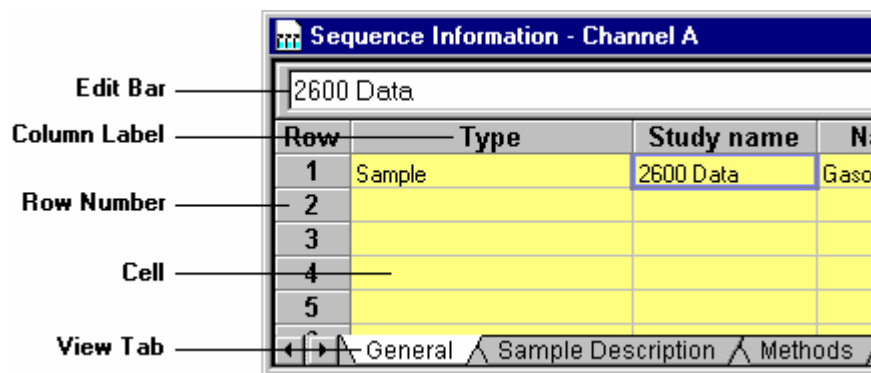 Sequence Information - Channel A
Edit Bar
2600 Data
Column Label
Row Type Study name
1 Sample 2600 Data
Row Number
2
3
Cell
4
5
View Tab
General Sample Description Methods